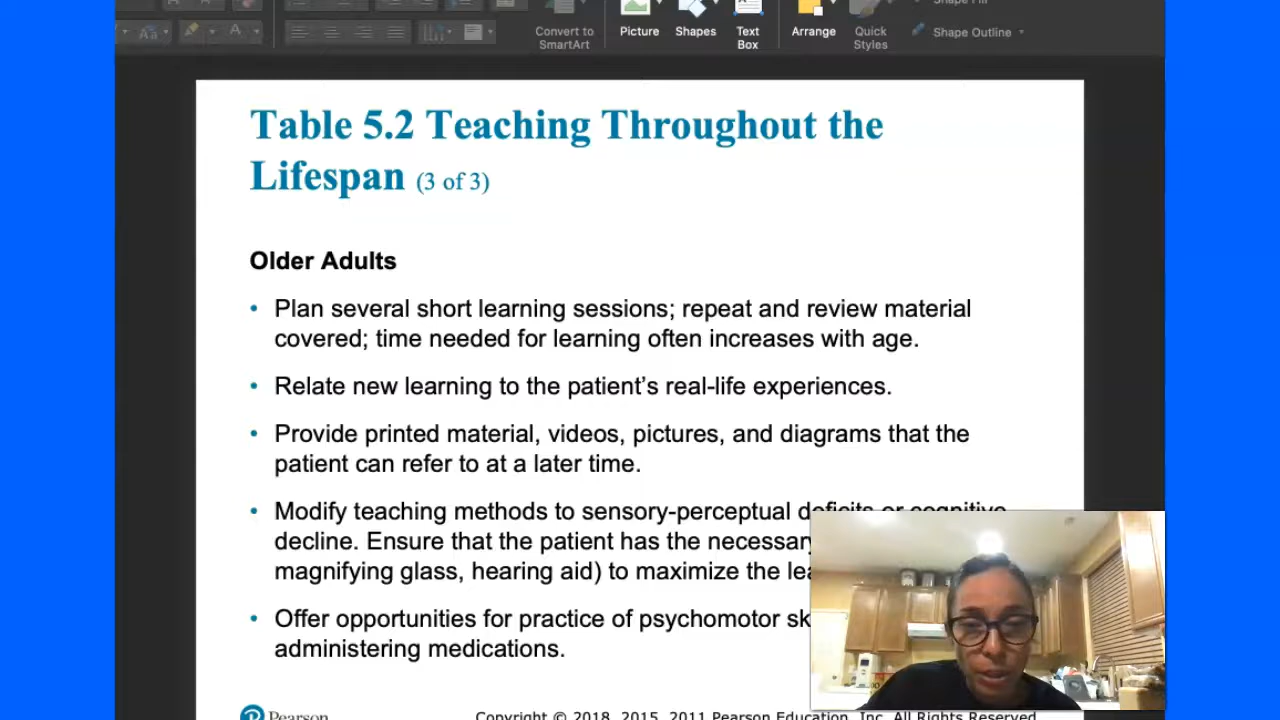 Convert to
SmartArt
Picture
Shapes
Text
Box
Arrange
Quick
Styles
Shape Fill
Shape Outline
Table 5.2 Teaching Throughout the
Lifespan (3 of 3)
Older Adults
• Plan several short learning sessions; repeat and review material
covered; time needed for learning often increases with age.
• Relate new learning to the patient's real-life experiences.
• Provide printed material, videos, pictures, and diagrams that the
patient can refer to at a later time.
• Modify teaching methods to sensory-perceptual deficits or cognitive
decline. Ensure that the patient has the necessary
magnifying glass, hearing aid) to maximize the
• Offer opportunities for practice of psychomotor
administering medications.
Pearson
Copyright © 2018, 2015, 2011 Pearson Education, Inc. All Rights Reserved